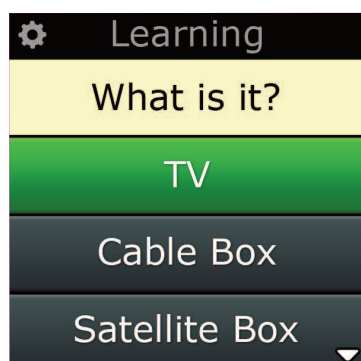 Learning
What is it?
TV
Cable Box
Satellite Box